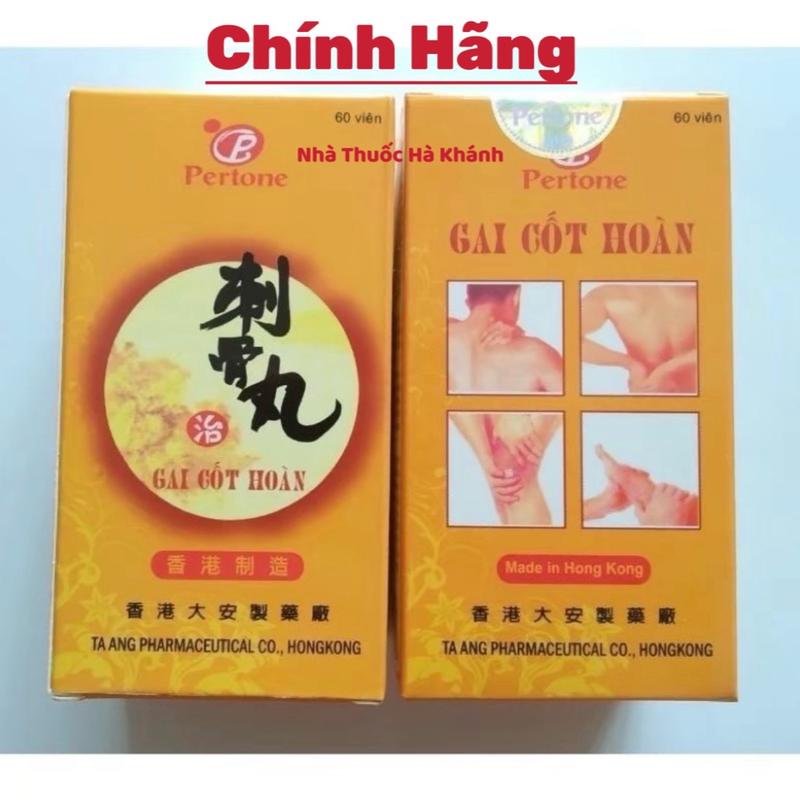 Chính Hãng
Nhà Thuốc Hà Khánh
60 viên
Pertone
刺骨丸
治
GAI CỐT HOÀN
香港制造
香港大安製藥廠
TA ANG PHARMACEUTICAL CO., HONGKONG
Pertone
60 viên
Pertone
GAI CỐT HOÀN
Made in Hong Kong
香港大安製藥廠
TA ANG PHARMACEUTICAL CO., HONGKONG